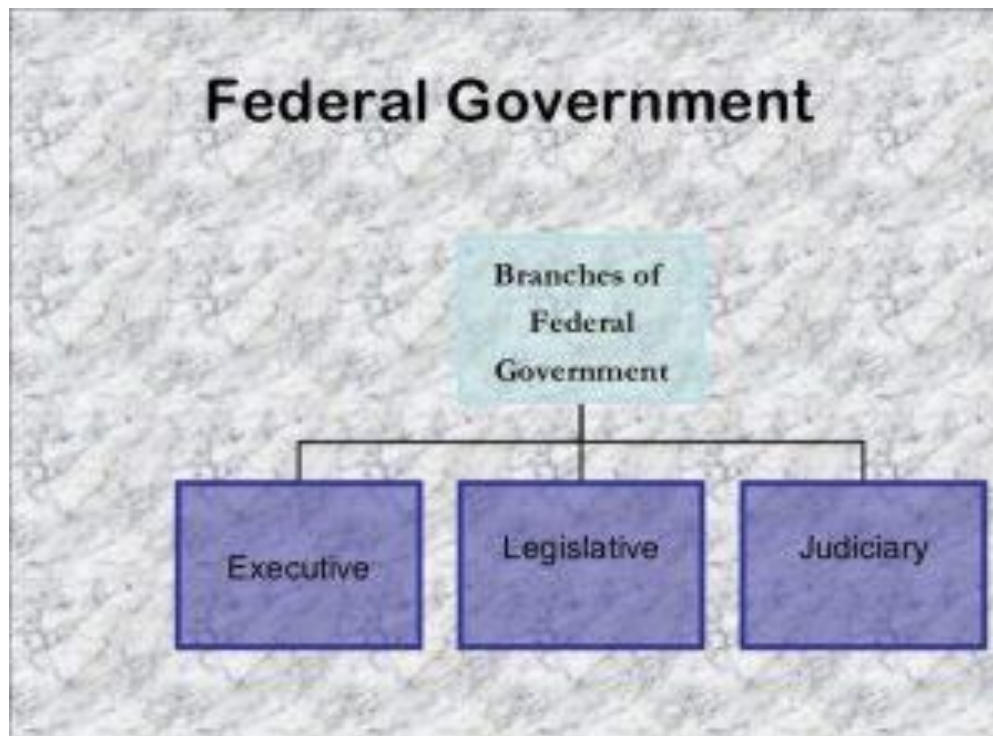 Federal Government
Branches of
Federal
Government
Executive
Legislative
Judiciary